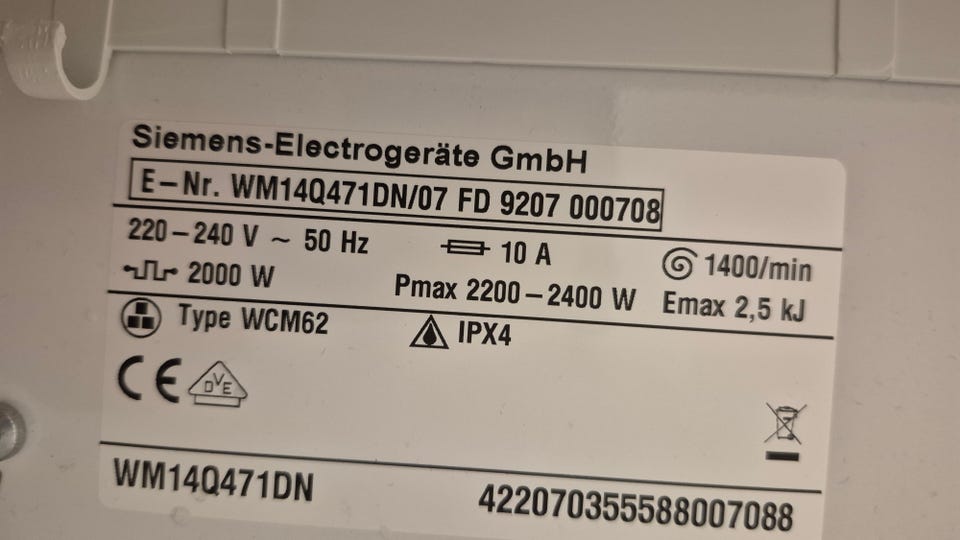 Siemens-Electrogeräte GmbH
E-Nr. WM14Q471DN/07 FD 9207 000708
220-240 V ~ 50 Hz 10 A 1400/min
2000 W Pmax 2200-2400 W Emax 2,5 kJ
Type WCM62 IPX4
CE DVE
WM14Q471DN 422070355588007088